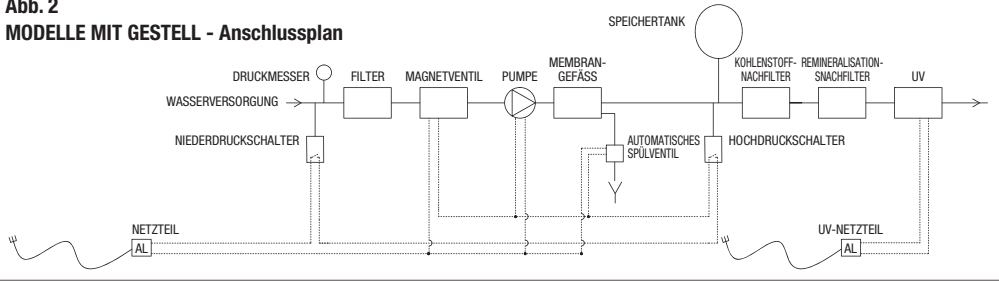 Abb. 2
MODELLE MIT GESTELL - Anschlussplan
SPEICHERTANK
DRUCKMESSER
FILTER
MAGNETVENTIL
PUMPE
MEMBRAN-
GEFÄSS
KOHLENSTOFF-
NACHFILTER
REMINERALISATION-
SNACHFILTER
UV
WASSERVERSORGUNG
NIEDERDRUCKSCHALTER
AUTOMATISCHES
SPÜLVENTIL
HOCHDRUCKSCHALTER
NETZTEIL
AL
UV-NETZTEIL
AL